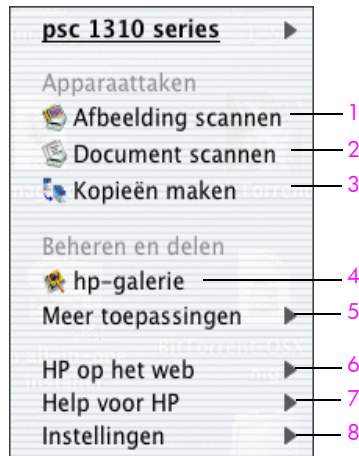 psc 1310 series
Apparaattaken
Afbeelding scannen 1
Document scannen 2
Kopieën maken 3
Beheren en delen
hp-galerie 4
Meer toepassingen 5
HP op het web 6
Help voor HP 7
Instellingen 8